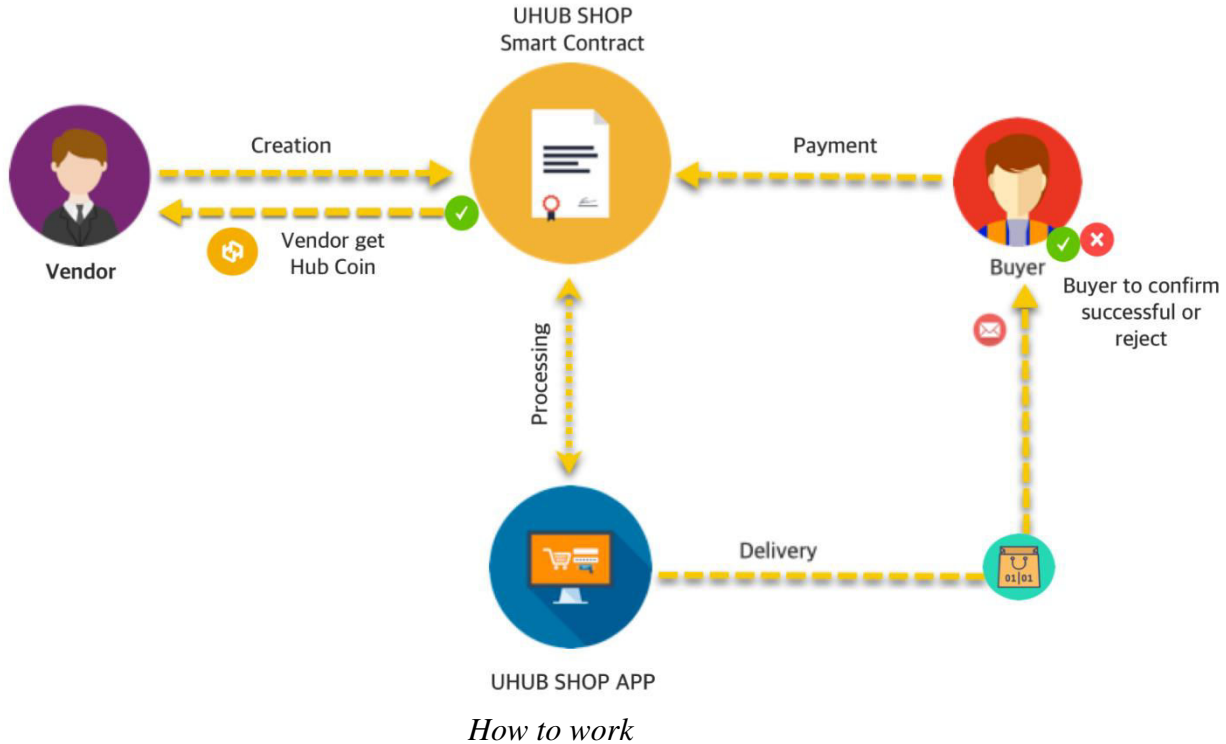 UHUB SHOP
Smart Contract
Creation
Payment
Vendor get
Hub Coin
Vendor
Buyer
Buyer to confirm
successful or
reject
Processing
Delivery
01|01
UHUB SHOP APP
How to work